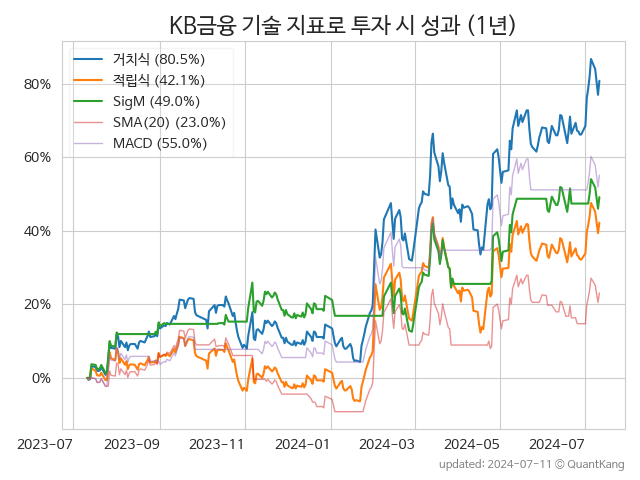 KB금융 기술 지표로 투자 시 성과 (1년)
거치식 (80.5%)
적립식 (42.1%)
SigM (49.0%)
SMA(20) (23.0%)
MACD (55.0%)
80%
60%
40%
20%
0%
2023-07 2023-09 2023-11 2024-01 2024-03 2024-05 2024-07
updated: 2024-07-11 © QuantKang